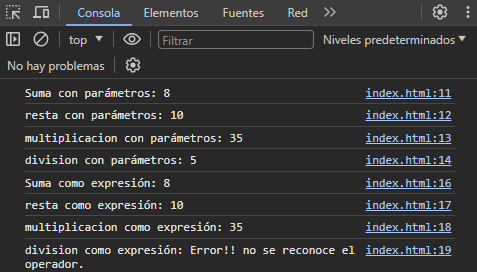 Consola Elementos Fuentes Red
top Filtrar Niveles predeterminados
No hay problemas
Suma con parámetros: 8 index.html:11
resta con parámetros: 10 index.html:12
multiplicacion con parámetros: 35 index.html:13
division con parámetros: 5 index.html:14
Suma como expresión: 8 index.html:16
resta como expresión: 10 index.html:17
multiplicacion como expresión: 35 index.html:18
division como expresión: Error!! no se reconoce el index.html:19
operador.